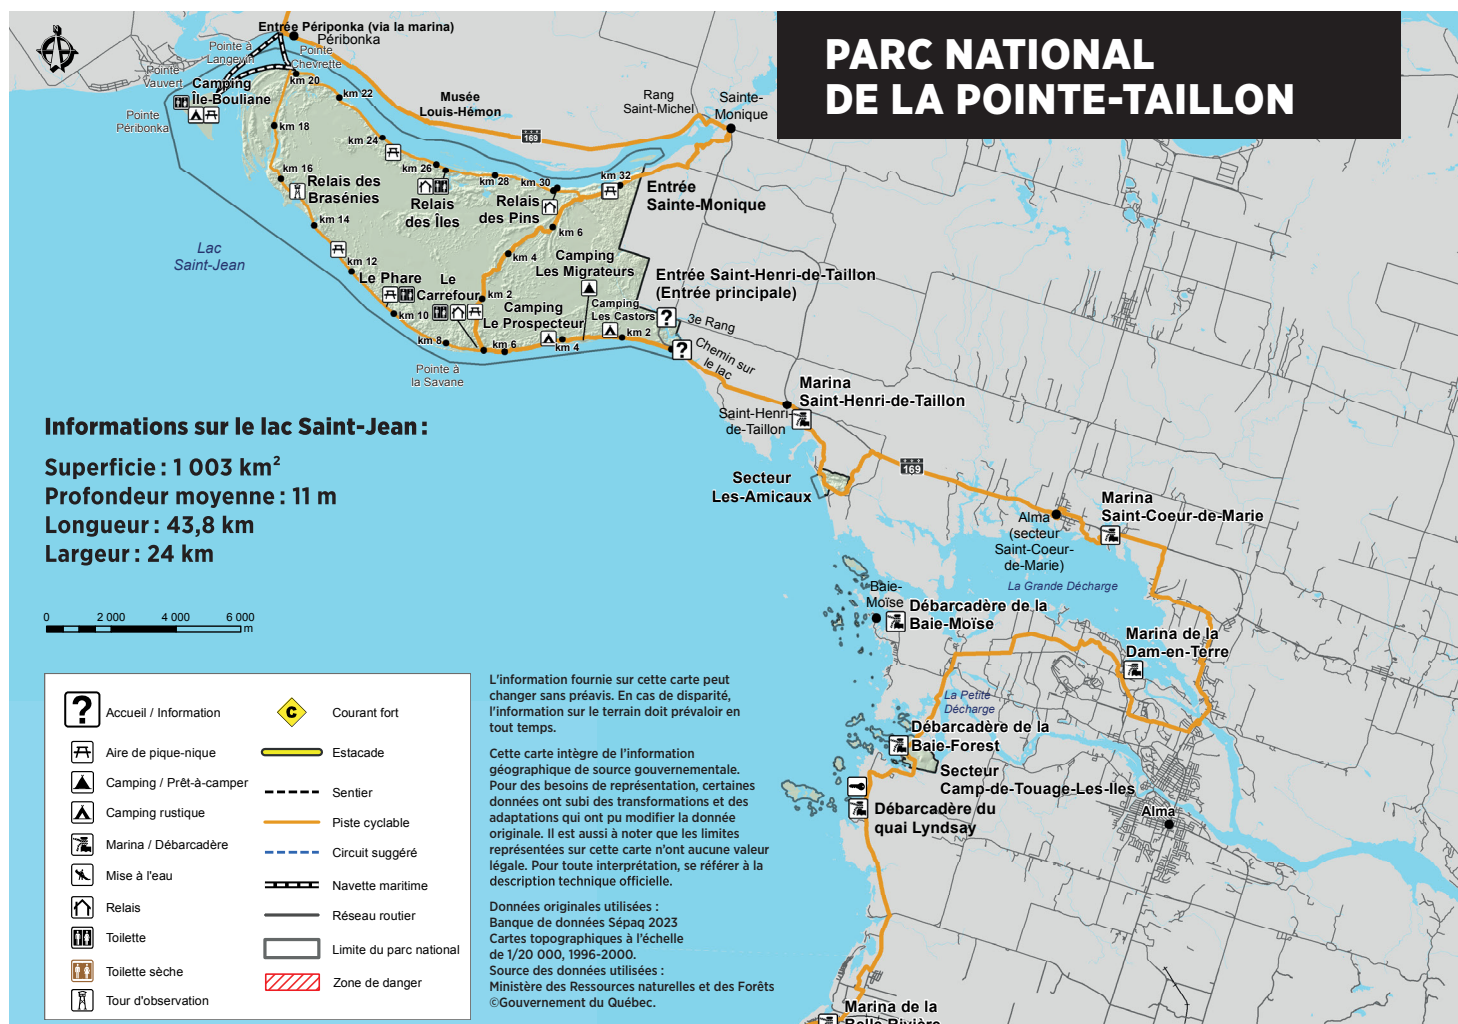 PARC NATIONAL
DE LA POINTE-TAILLON
Entrée Périponka (via la marina)
Péribonka
Pointe à
Langevin
Pointe
Chevrette
Pointe
Vauvert
Camping
Île-Bouliane
Pointe
Péribonka
km 20
km 22
km 18
km 24
km 16
km 26
km 28
km 30
km 32
Musée
Louis-Hémon
169
Rang
Saint-Michel
Sainte-
Monique
Relais des
Brasénies
Relais
des Îles
Relais
des Pins
Entrée
Sainte-Monique
km 14
km 12
km 6
km 4
Lac
Saint-Jean
Camping
Les Migrateurs
Le Phare
Le
Carrefour
km 2
km 10
km 8
km 6
Camping
Le Prospecteur
Camping
Les Castors
km 4
km 2
Entrée Saint-Henri-de-Taillon
(Entrée principale)
?
3e Rang
?
Chemin sur
le lac
Pointe à
la Savane
Marina
Saint-Henri-de-Taillon
Saint-Henri-
de-Taillon
169
Secteur
Les-Amicaux
Marina
Saint-Coeur-de-Marie
Alma
(secteur
Saint-Coeur-
de-Marie)
La Grande Décharge
Baie-
Moïse
Débarcadère de la
Baie-Moïse
Marina de la
Dam-en-Terre
La Petite
Décharge
Débarcadère de la
Baie-Forest
Secteur
Camp-de-Touage-Les-Iles
Débarcadère du
quai Lyndsay
Alma
Marina de la
Belle-Rivière
Informations sur le lac Saint-Jean :
Superficie : 1 003 km²
Profondeur moyenne : 11 m
Longueur : 43,8 km
Largeur : 24 km
0 2 000 4 000 6 000
m
? Accueil / Information
Aire de pique-nique
Camping / Prêt-à-camper
Camping rustique
Marina / Débarcadère
Mise à l'eau
Relais
Toilette
Toilette sèche
Tour d'observation
C Courant fort
Estacade
Sentier
Piste cyclable
Circuit suggéré
Navette maritime
Réseau routier
Limite du parc national
Zone de danger
L'information fournie sur cette carte peut
changer sans préavis. En cas de disparité,
l'information sur le terrain doit prévaloir en
tout temps.
Cette carte intègre de l'information
géographique de source gouvernementale.
Pour des besoins de représentation, certaines
données ont subi des transformations et des
adaptations qui ont pu modifier la donnée
originale. Il est aussi à noter que les limites
représentées sur cette carte n'ont aucune valeur
légale. Pour toute interprétation, se référer à la
description technique officielle.
Données originales utilisées :
Banque de données Sépaq 2023
Cartes topographiques à l'échelle
de 1/20 000, 1996-2000.
Source des données utilisées :
Ministère des Ressources naturelles et des Forêts
©Gouvernement du Québec.